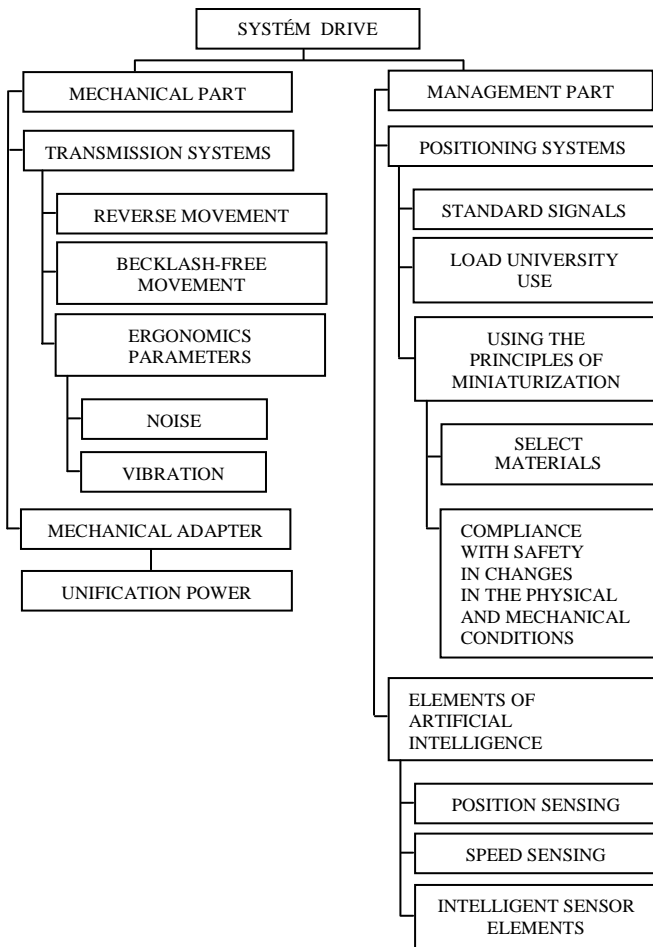 SYSTÉM DRIVE
MECHANICAL PART
TRANSMISSION SYSTEMS
REVERSE MOVEMENT
BECKLASH-FREE
MOVEMENT
ERGONOMICS
PARAMETERS
NOISE
VIBRATION
MECHANICAL ADAPTER
UNIFICATION POWER
MANAGEMENT PART
POSITIONING SYSTEMS
STANDARD SIGNALS
LOAD UNIVERSITY
USE
USING THE
PRINCIPLES OF
MINIATURIZATION
SELECT
MATERIALS
COMPLIANCE
WITH SAFETY
IN CHANGES
IN THE PHYSICAL
AND MECHANICAL
CONDITIONS
ELEMENTS OF
ARTIFICIAL
INTELLIGENCE
POSITION SENSING
SPEED SENSING
INTELLIGENT SENSOR
ELEMENTS